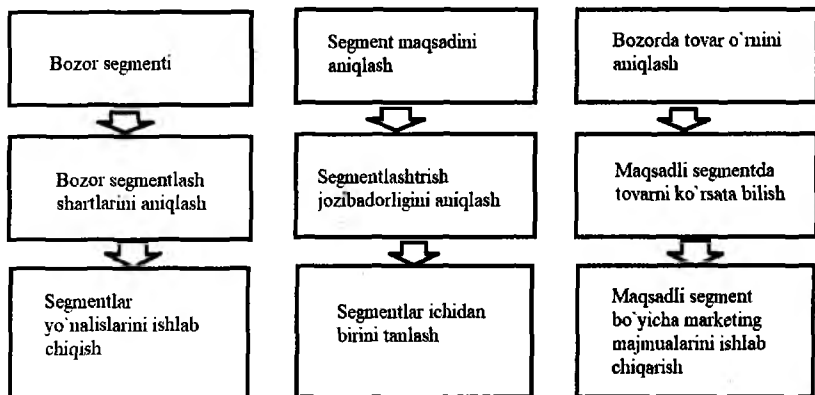 Bozor segmenti
Bozor segmentlash
shartlarini aniqlash
Segmentlar
yo`nalislarini ishlab
chiqish
Segment maqsadini
aniqlash
Segmentlashtrish
jozibadorligini aniqlash
Segmentlar ichidan
birini tanlash
Bozorda tovar o`rnini
aniqlash
Maqsadli segmentda
tovarni ko`rsata bilish
Maqsadli segment
bo`yicha marketing
majmualarini ishlab
chiqarish